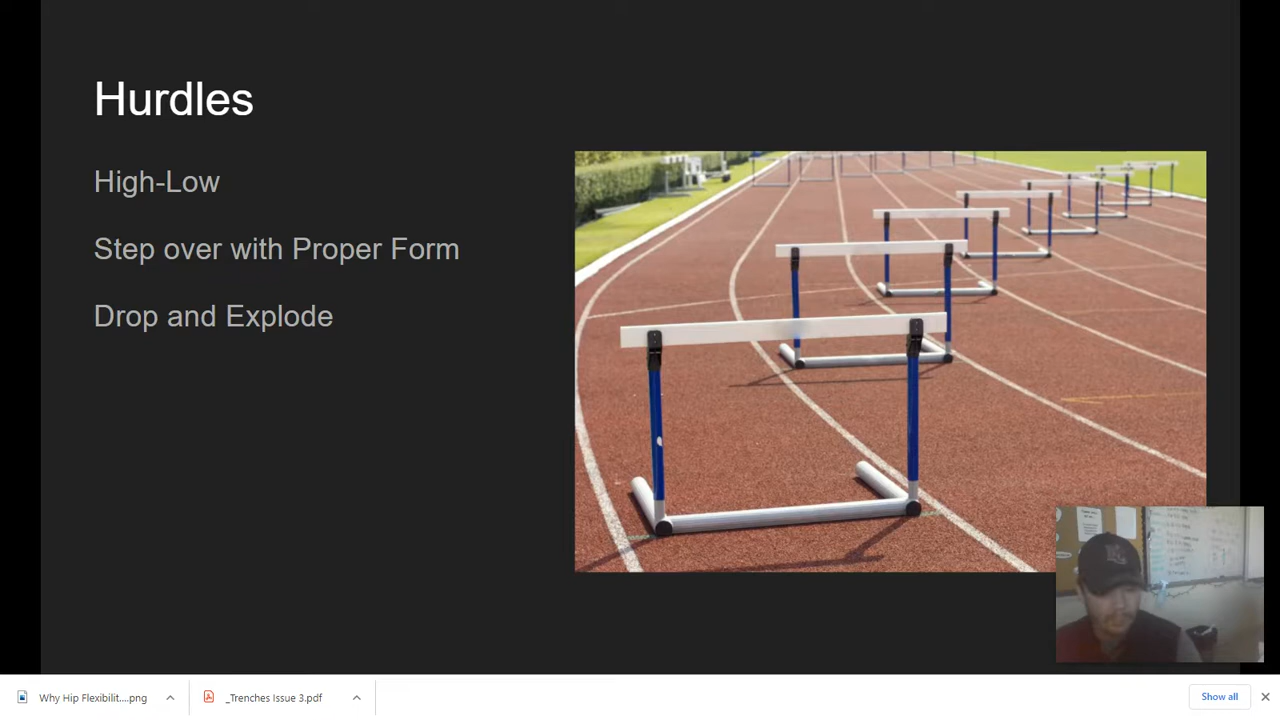 Hurdles
High-Low
Step over with Proper Form
Drop and Explode
Why Hip Flexibilit....png
_Trenches Issue 3.pdf
Show all